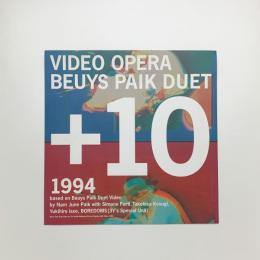 VIDEO OPERA
BEUYS PAIK DUET
+10
1994
based on Beuys Paik Duet Video
by Nam June Paik with Simone Forti, Takehisa Kosugi,
Yukihiro Isso, BOREDOMS (3Y's Special Unit)